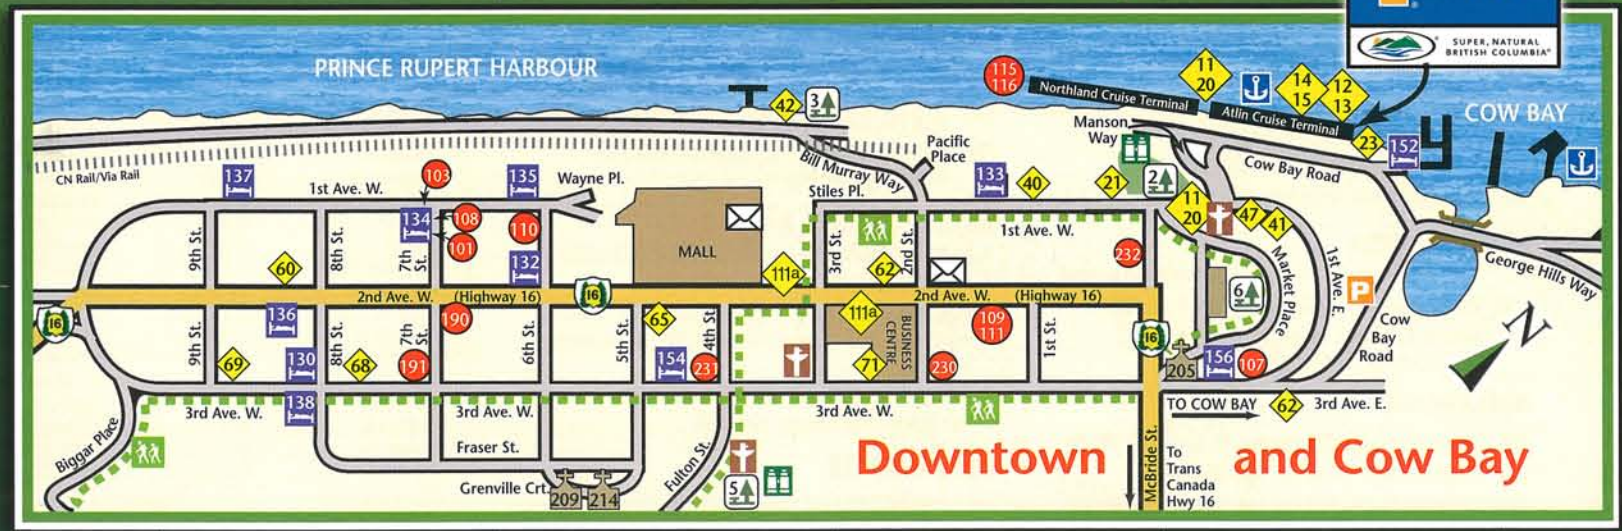 SUPER, NATURAL
BRITISH COLUMBIA®
PRINCE RUPERT HARBOUR
115
116
11
20
14
15
12
13
Northland Cruise Terminal
Atlin Cruise Terminal
COW BAY
42
3
Manson
Way
23
152
CN Rail/Via Rail
Pacific
Place
Bill Murray Way
Cow Bay Road
137
103
135
Wayne Pl.
1st Ave. W.
Stiles Pl.
133
40
21
2
134
108
110
101
11
20
47
41
9th St.
8th St.
7th
St.
MALL
3rd St.
2nd St.
1st Ave. W.
232
60
132
111a
62
Market Place
1st Ave. E.
George Hills Way
6
P
2nd Ave. W.
(Highway 16)
16
2nd Ave. W.
(Highway 16)
16
136
190
65
4th St.
111a
BUSINESS
CENTRE
109
111
1st St.
16
Cow
Bay
Road
N
9th St.
8th St.
7th
St.
6th St.
5th St.
69
130
68
191
154
231
71
230
205
156
107
138
3rd Ave. W.
3rd Ave. W.
3rd Ave. W.
TO COW BAY
62
3rd Ave. E.
Biggar Place
Fraser St.
Fulton St.
Downtown
and Cow Bay
McBride St.
To
Trans
Canada
Hwy 16
Grenville Crt.
209
214
5